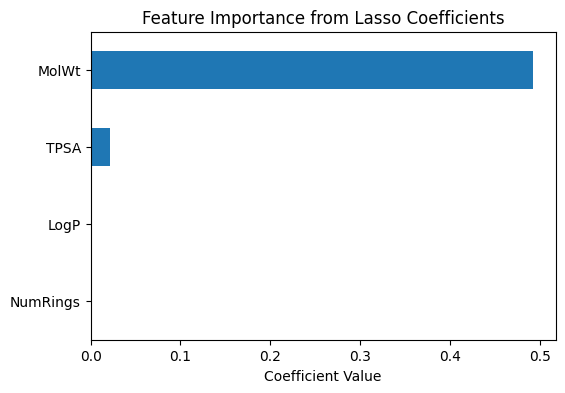 Feature Importance from Lasso Coefficients
MolWt
TPSA
LogP
NumRings
0.0 0.1 0.2 0.3 0.4 0.5
Coefficient Value